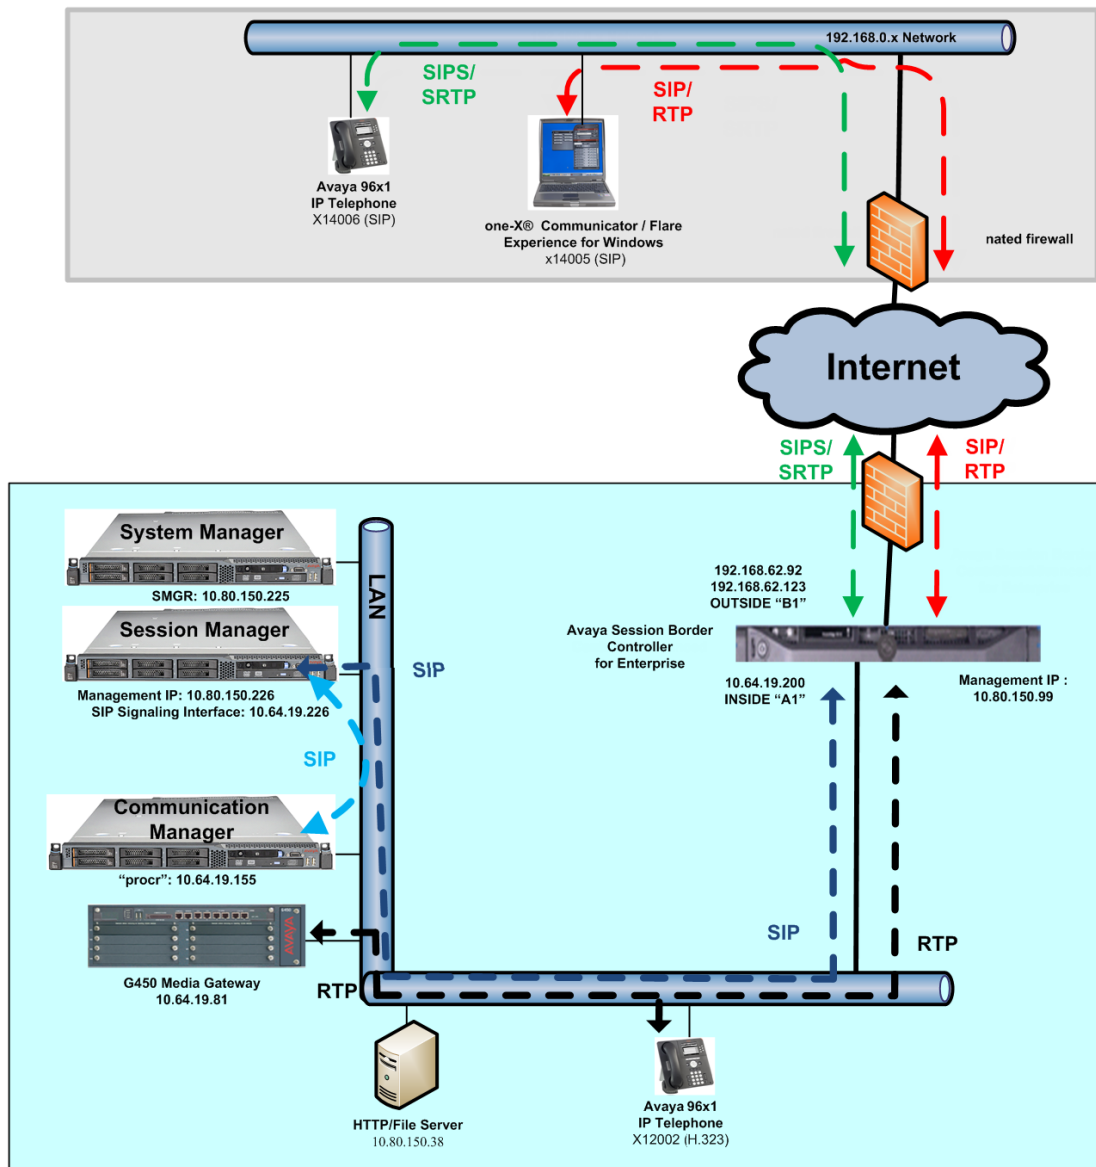 192.168.0.x Network
SIPS/
SRTP
SIP/
RTP
Avaya 96x1
IP Telephone
X14006 (SIP)
one-X® Communicator / Flare
Experience for Windows
x14005 (SIP)
nated firewall
Internet
SIPS/
SRTP
SIP/
RTP
System Manager
SMGR: 10.80.150.225
LAN
192.168.62.92
192.168.62.123
OUTSIDE “B1”
Session Manager
Management IP: 10.80.150.226
SIP Signaling Interface: 10.64.19.226
SIP
Avaya Session Border
Controller
for Enterprise
10.64.19.200
INSIDE “A1”
Management IP :
10.80.150.99
SIP
Communication
Manager
“procr”: 10.64.19.155
AVAYA
G450 Media Gateway
10.64.19.81
SIP
RTP
RTP
HTTP/File Server
10.80.150.38
Avaya 96x1
IP Telephone
X12002 (H.323)